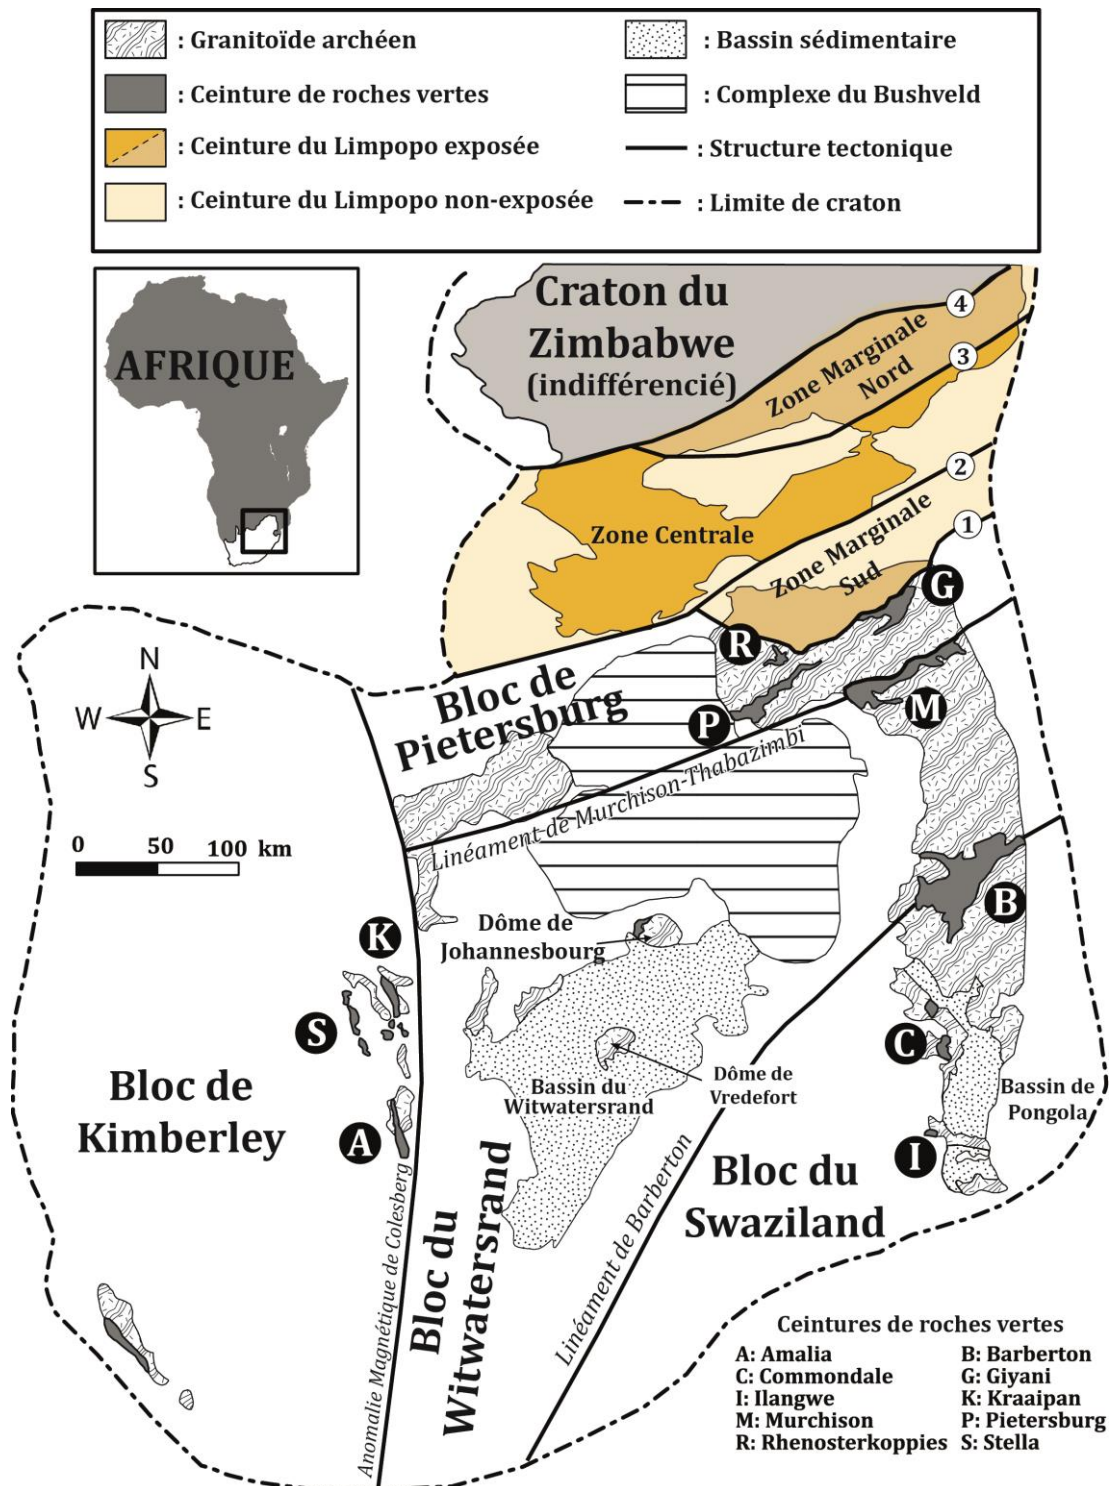 : Granitoïde archéen
: Ceinture de roches vertes
: Ceinture du Limpopo exposée
: Ceinture du Limpopo non-exposée
: Bassin sédimentaire
: Complexe du Bushveld
: Structure tectonique
: Limite de craton
AFRIQUE
Craton du
Zimbabwe
(indifférencié)
4
Zone Marginale
Nord
3
2
Zone Centrale
1
Zone Marginale
Sud
G
R
N
W E
S
Bloc de
Pietersburg
P
M
Linéament de Murchison-Thabazimbi
0 50 100 km
B
K
Dôme de
Johannesbourg
S
C
Bloc de
Kimberley
Bassin du
Witwatersrand
Dôme de
Vredefort
Bassin de
Pongola
A
I
Bloc du
Swaziland
Anomalie Magnétique de Colesberg
Bloc du
Witwatersrand
Linéament de Barberton
Ceintures de roches vertes
A: Amalia
B: Barberton
C: Commondale
G: Giyani
I: Ilangwe
K: Kraaipan
M: Murchison
P: Pietersburg
R: Rhenosterkoppies
S: Stella